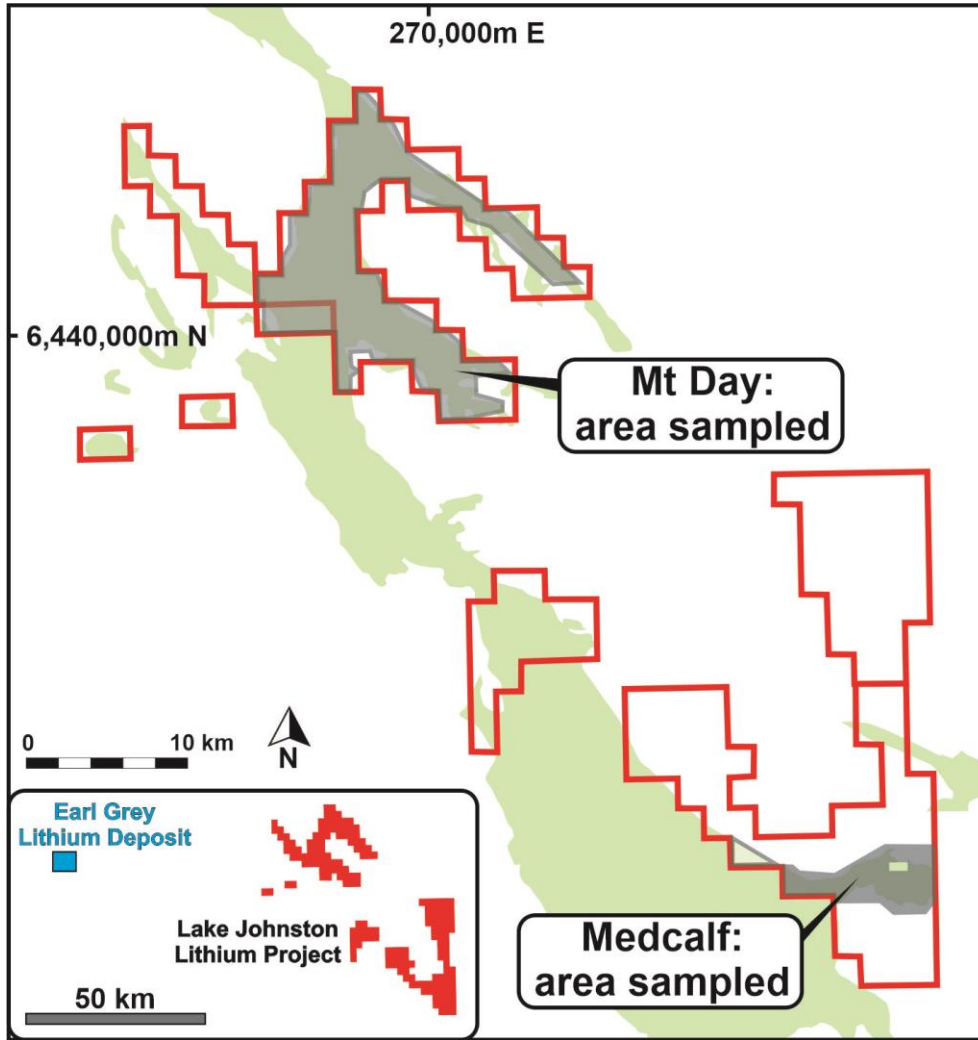 270,000m E
6,440,000m N
Mt Day:
area sampled
0 10 km
N
Earl Grey
Lithium Deposit
Lake Johnston
Lithium Project
50 km
Medcalf:
area sampled